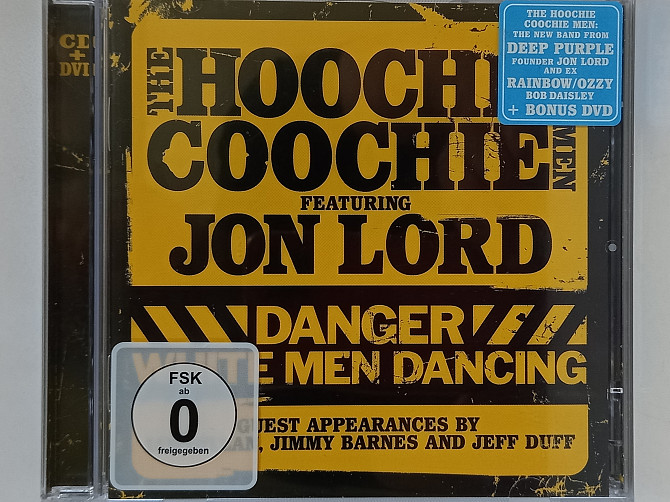 CD
+
THE
HOOCHI
COOCHIE
MEN
FEATURING
JON LORD
DANGER
WHITE MEN DANCING
GUEST APPEARANCES BY
JIMMY BARNES AND JEFF DUFF
THE HOOCHIE
COOCHIE MEN:
THE NEW BAND FROM
DEEP PURPLE
FOUNDER JON LORD
AND EX
RAINBOW/OZZY
BOB DAISLEY
+ BONUS DVD
FSK
ab
0
freigegeben